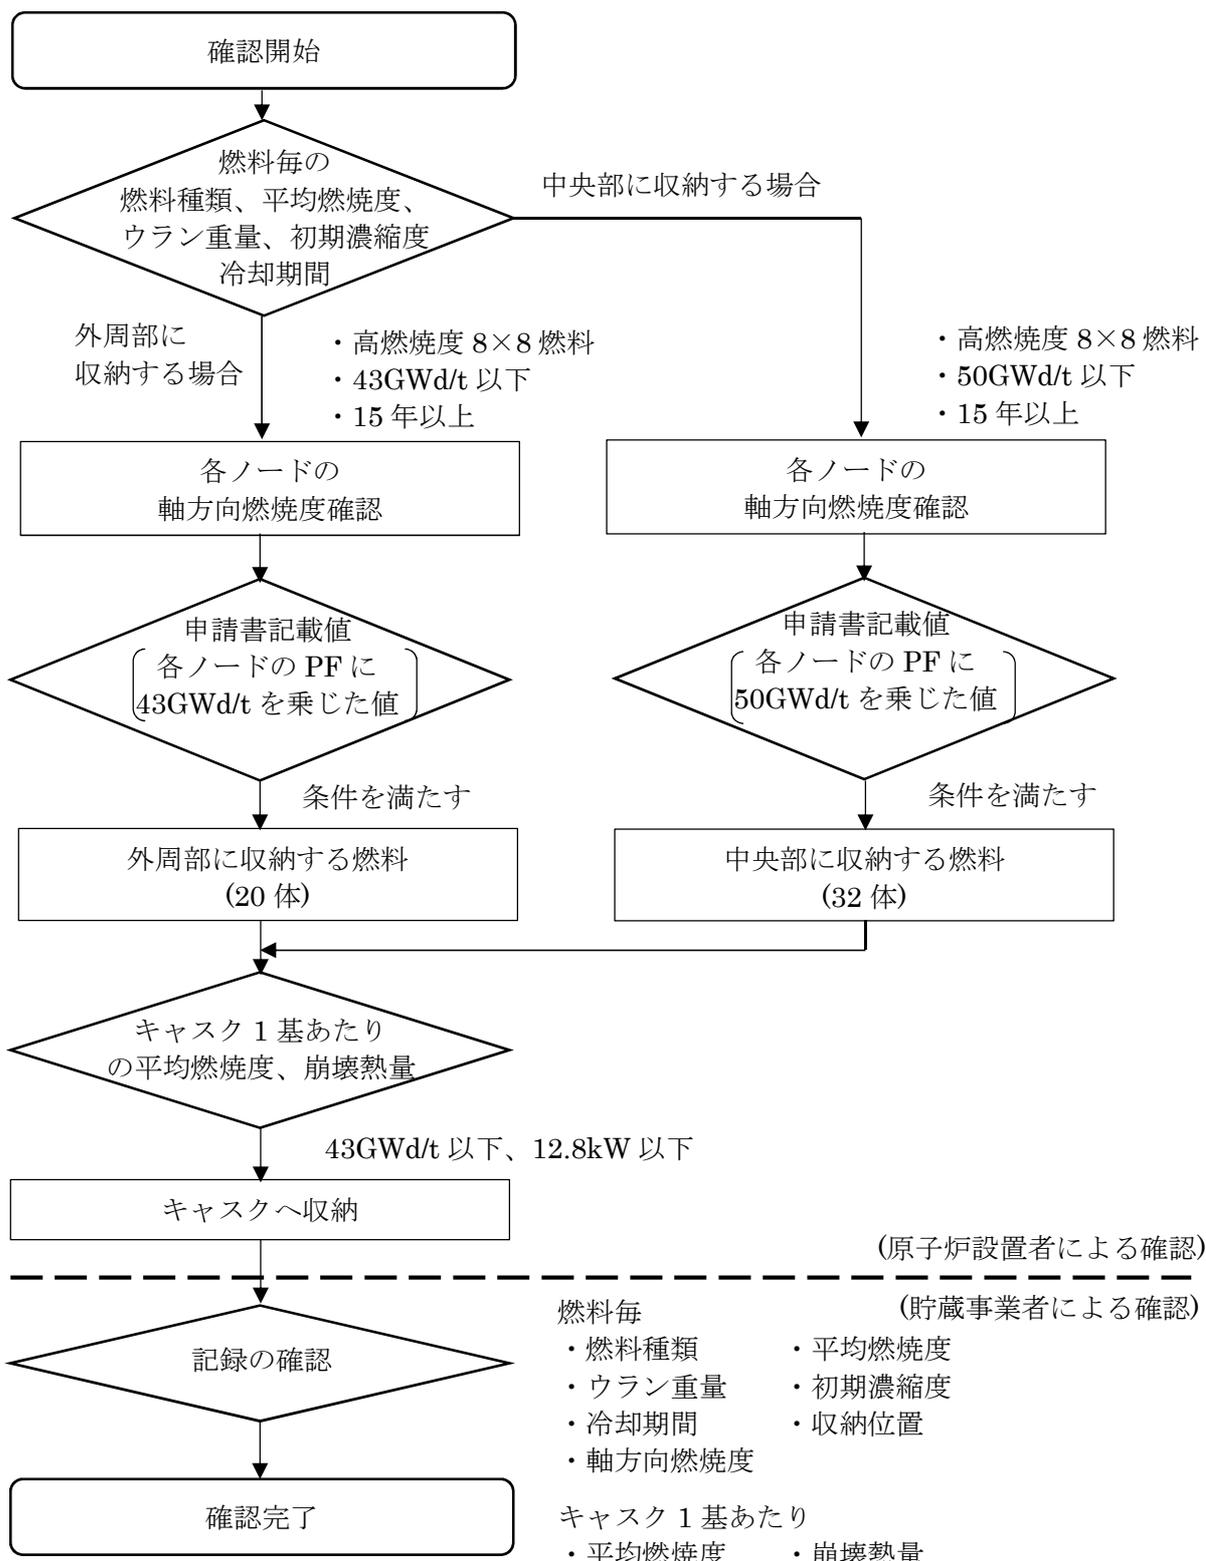 確認開始
燃料毎の
燃料種類、平均燃焼度、
ウラン重量、初期濃縮度
冷却期間
中央部に収納する場合
外周部に
収納する場合
・高燃焼度 8×8 燃料
・43GWd/t 以下
・15 年以上
・高燃焼度 8×8 燃料
・50GWd/t 以下
・15 年以上
各ノードの
軸方向燃焼度確認
各ノードの
軸方向燃焼度確認
申請書記載値
各ノードの PF に
43GWd/t を乗じた値
申請書記載値
各ノードの PF に
50GWd/t を乗じた値
条件を満たす
条件を満たす
外周部に収納する燃料
(20 体)
中央部に収納する燃料
(32 体)
キャスク 1 基あたり
の平均燃焼度、崩壊熱量
43GWd/t 以下、12.8kW 以下
キャスクへ収納
(原子炉設置者による確認)
(貯蔵事業者による確認)
記録の確認
燃料毎
・燃料種類 ・平均燃焼度
・ウラン重量 ・初期濃縮度
・冷却期間 ・収納位置
・軸方向燃焼度
確認完了
キャスク 1 基あたり
・平均燃焼度 ・崩壊熱量